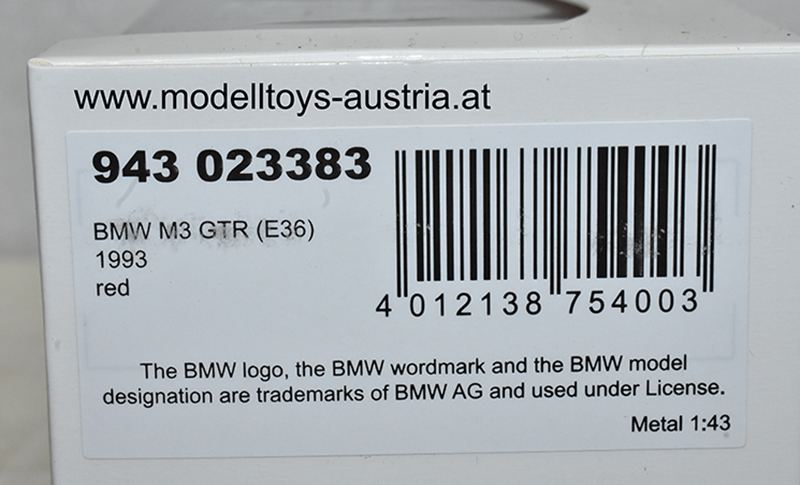 www.modelltoys-austria.at
943 023383
BMW M3 GTR (E36)
1993
red
4 012138 754003
The BMW logo, the BMW wordmark and the BMW model
designation are trademarks of BMW AG and used under License.
Metal 1:43